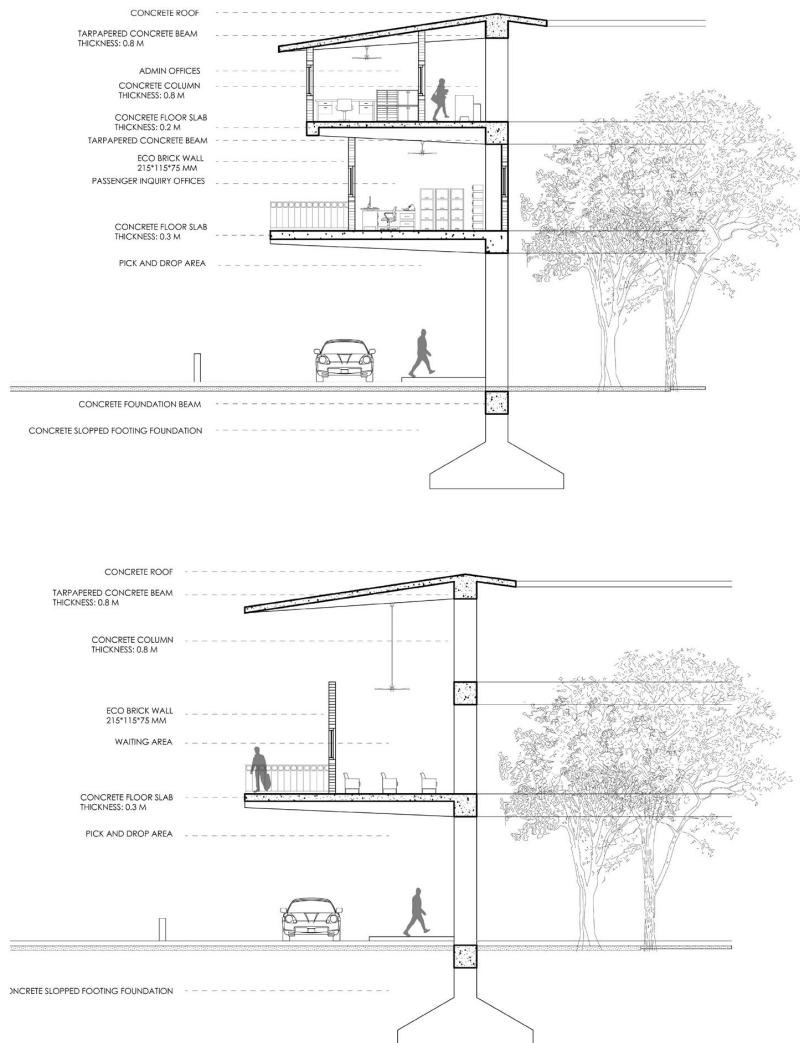 CONCRETE ROOF
TARPAPERED CONCRETE BEAM
THICKNESS: 0.8 M
ADMIN OFFICES
CONCRETE COLUMN
THICKNESS: 0.8 M
CONCRETE FLOOR SLAB
THICKNESS: 0.2 M
TARPAPERED CONCRETE BEAM
ECO BRICK WALL
215*115*75 MM
PASSENGER INQUIRY OFFICES
CONCRETE FLOOR SLAB
THICKNESS: 0.3 M
PICK AND DROP AREA
CONCRETE FOUNDATION BEAM
CONCRETE SLOPPED FOOTING FOUNDATION
CONCRETE ROOF
TARPAPERED CONCRETE BEAM
THICKNESS: 0.8 M
CONCRETE COLUMN
THICKNESS: 0.8 M
ECO BRICK WALL
215*115*75 MM
WAITING AREA
CONCRETE FLOOR SLAB
THICKNESS: 0.3 M
PICK AND DROP AREA
ONCRETE SLOPPED FOOTING FOUNDATION